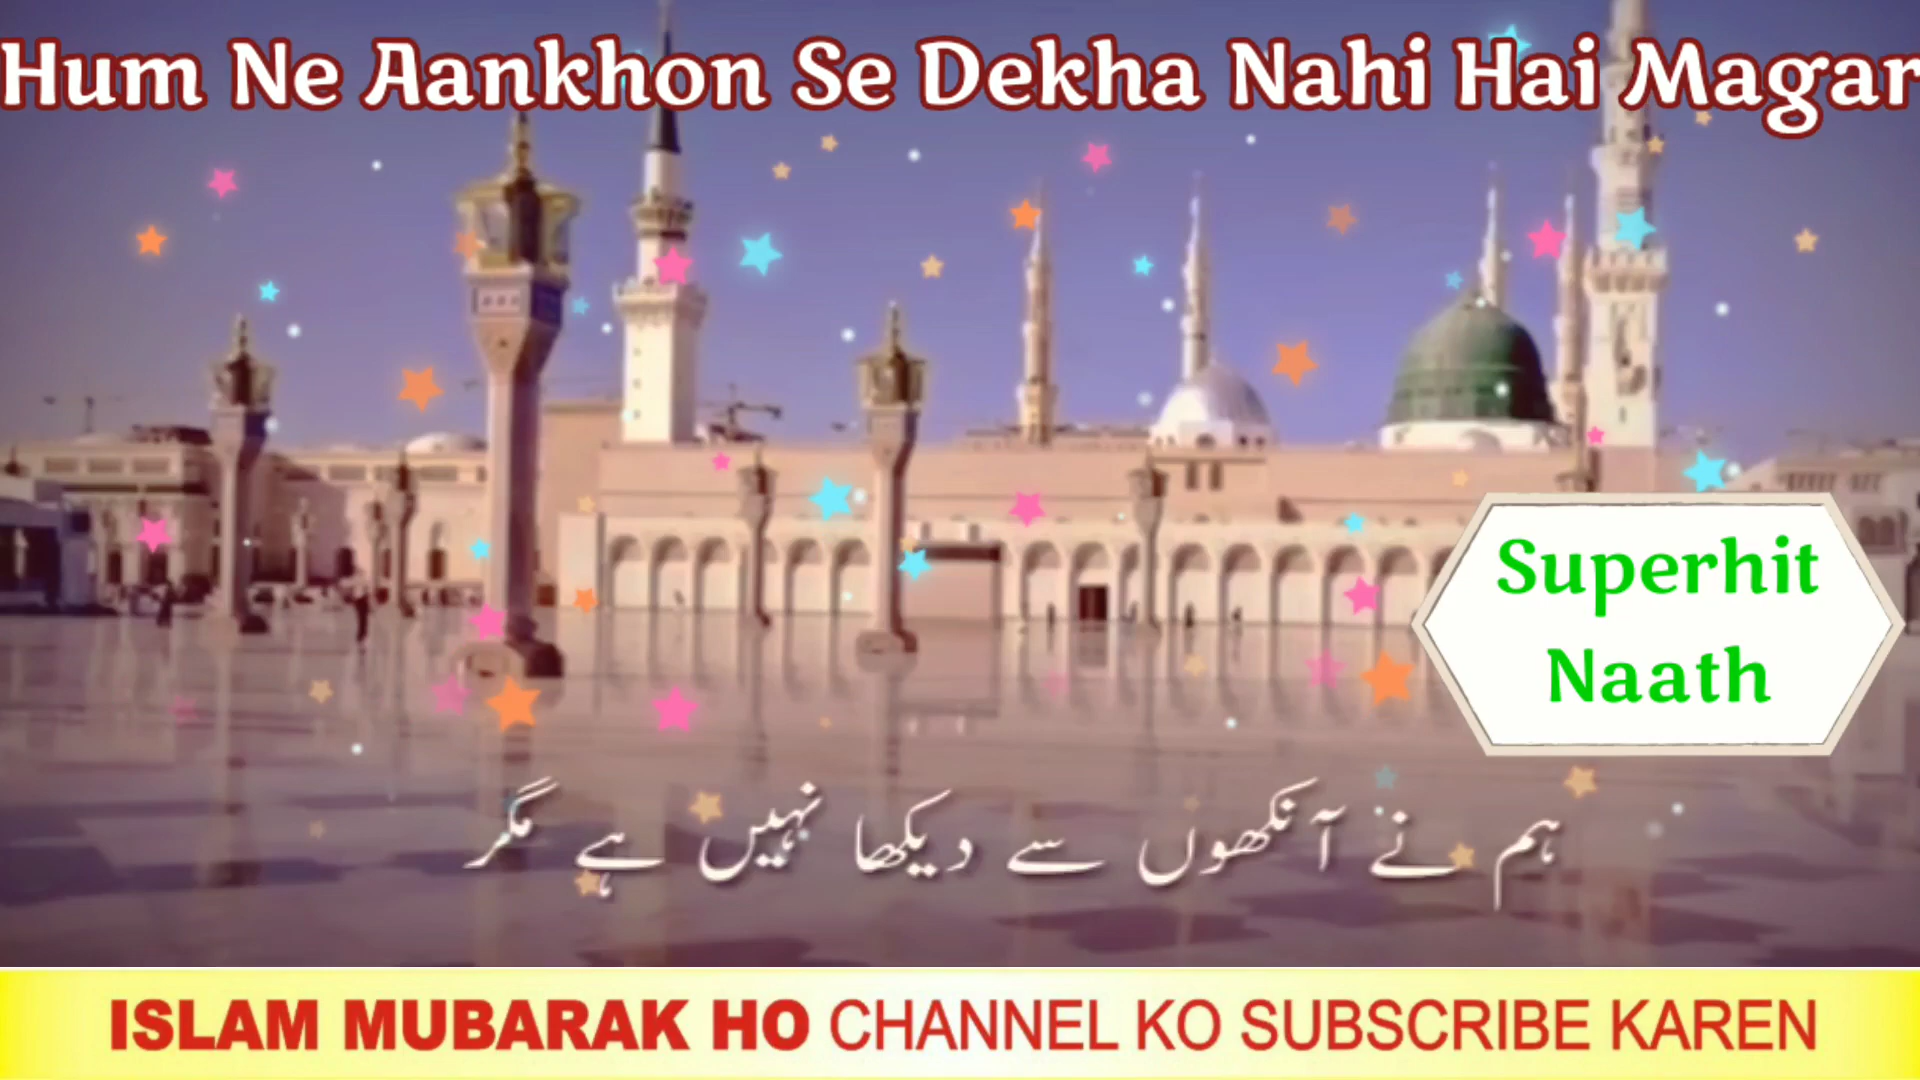 Hum Ne Aankhon Se Dekha Nahi Hai Magar
Superhit
Naath
ہم نے آنکھوں سے دیکھا نہیں ہے مگر
ISLAM MUBARAK HO CHANNEL KO SUBSCRIBE KAREN